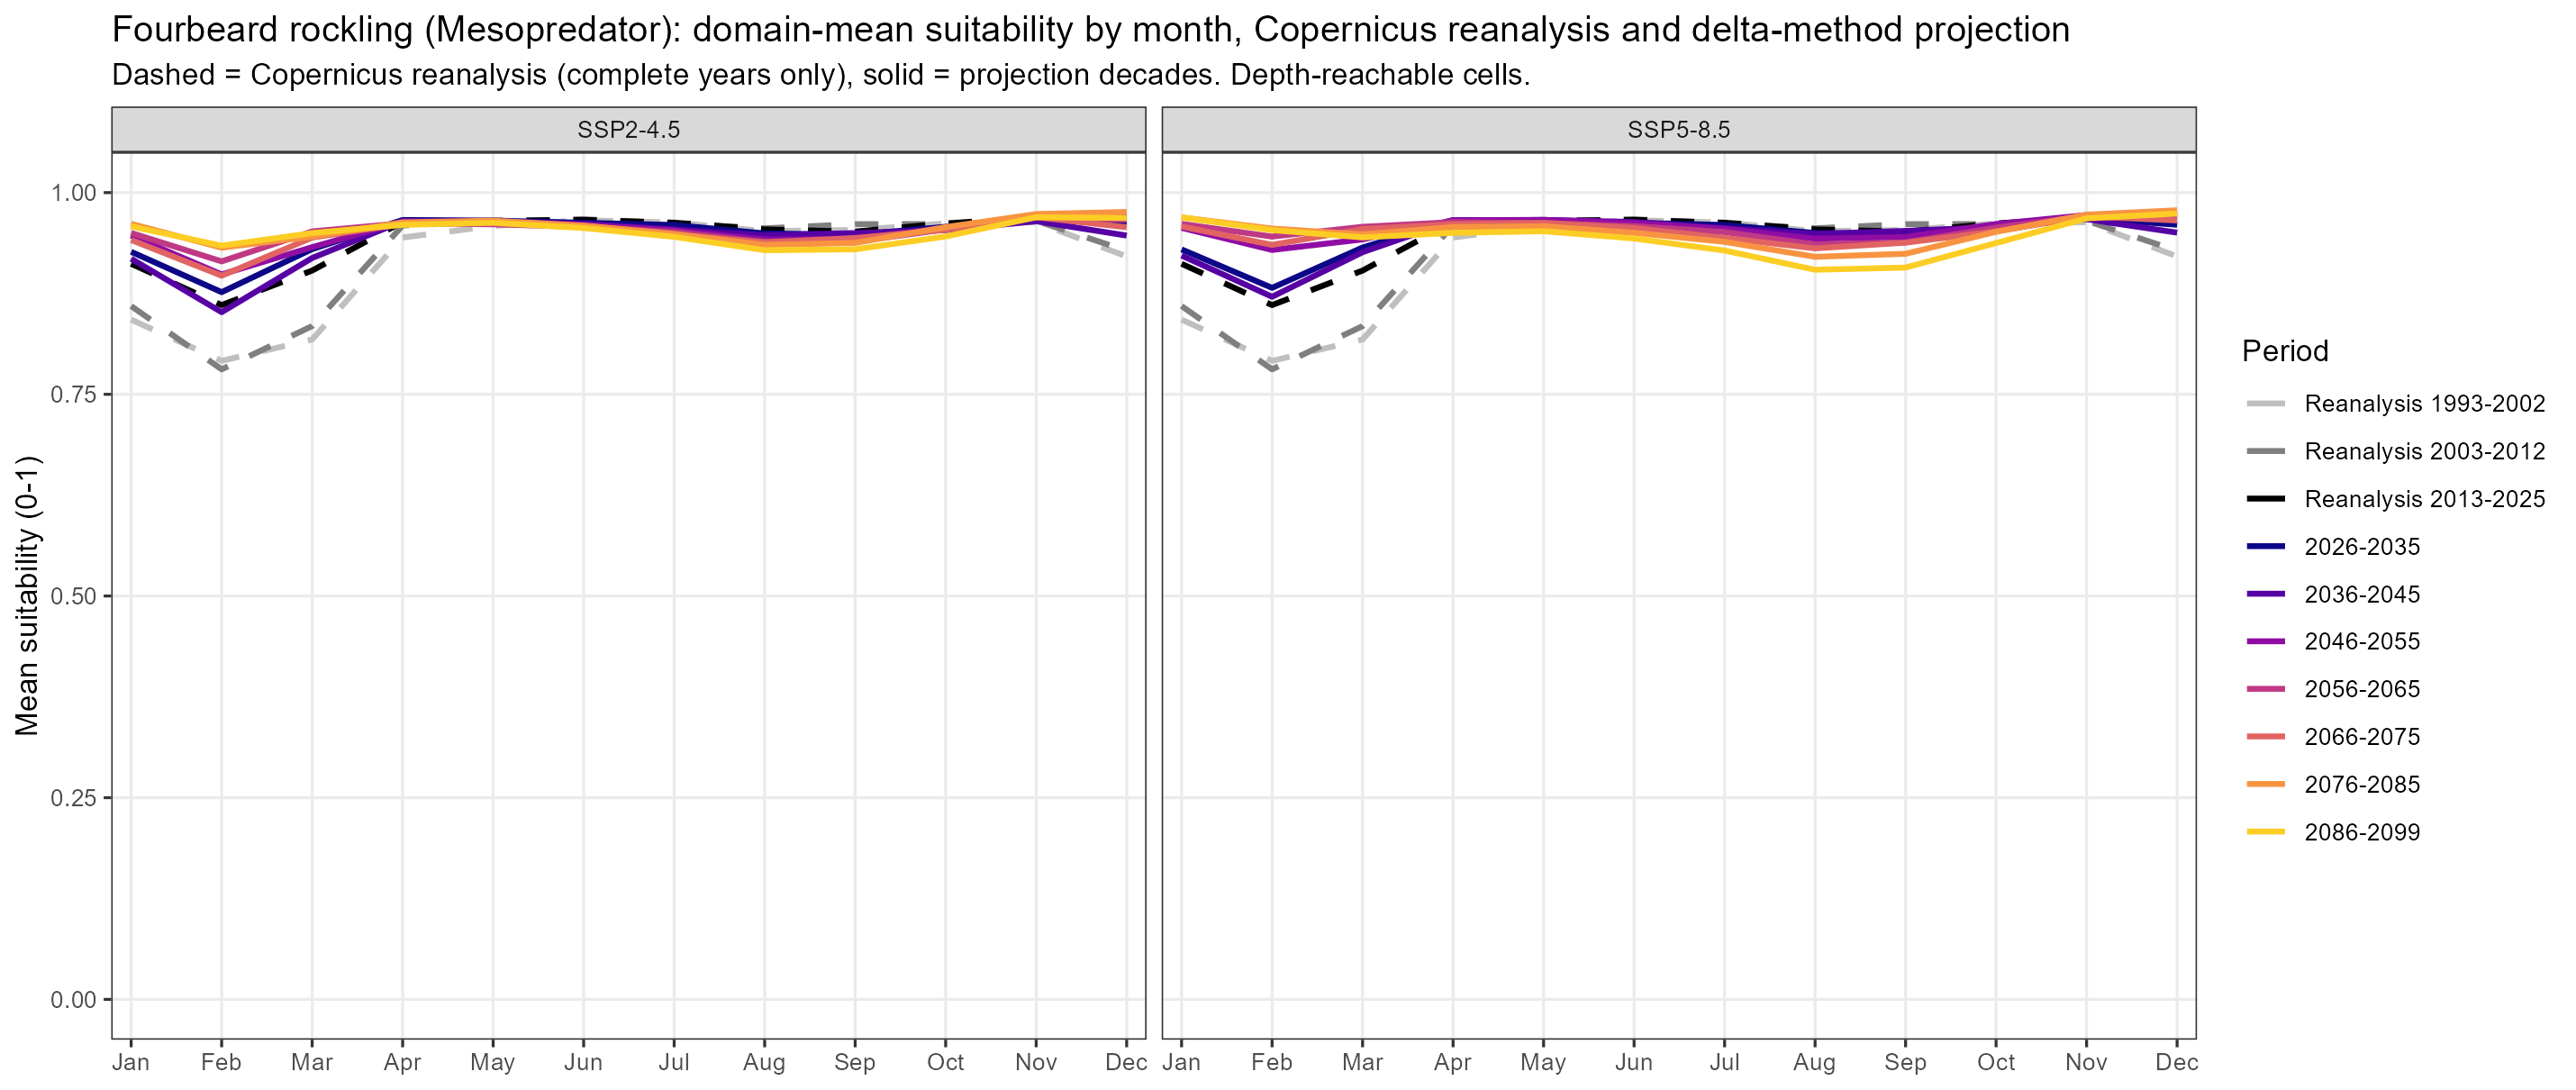 Fourbeard rockling (Mesopredator): domain-mean suitability by month, Copernicus reanalysis and delta-method projection
Dashed = Copernicus reanalysis (complete years only), solid = projection decades. Depth-reachable cells.
SSP2-4.5
SSP5-8.5
Mean suitability (0-1)
1.00
0.75
0.50
0.25
0.00
Jan Feb Mar Apr May Jun Jul Aug Sep Oct Nov Dec
Jan Feb Mar Apr May Jun Jul Aug Sep Oct Nov Dec
Period
Reanalysis 1993-2002
Reanalysis 2003-2012
Reanalysis 2013-2025
2026-2035
2036-2045
2046-2055
2056-2065
2066-2075
2076-2085
2086-2099